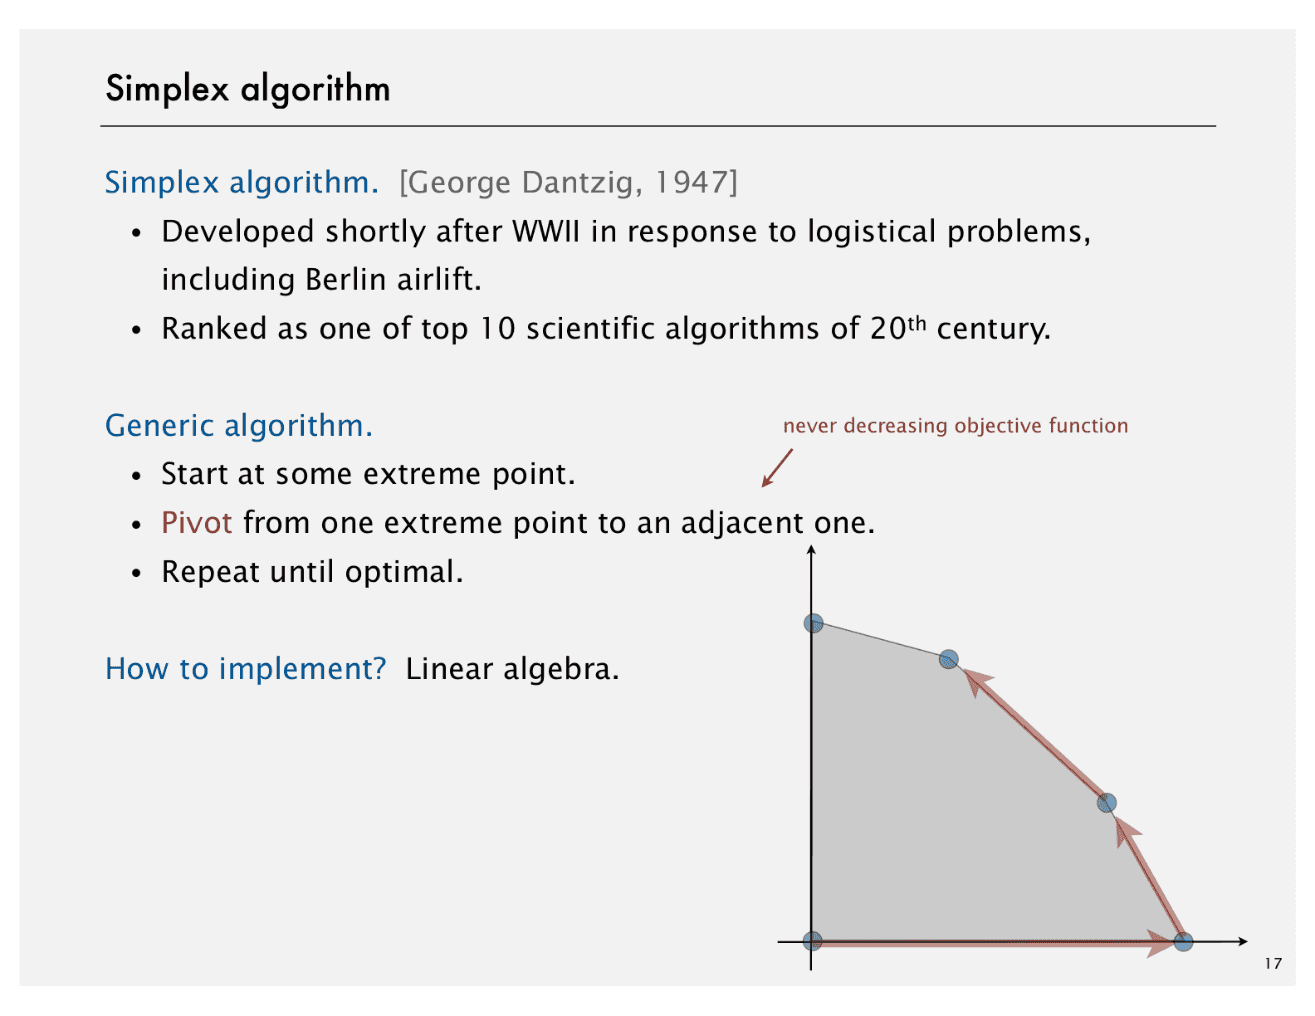 Simplex algorithm
Simplex algorithm. [George Dantzig, 1947]
• Developed shortly after WWII in response to logistical problems,
including Berlin airlift.
• Ranked as one of top 10 scientific algorithms of 20th century.
Generic algorithm.
never decreasing objective function
• Start at some extreme point.
• Pivot from one extreme point to an adjacent one.
• Repeat until optimal.
How to implement? Linear algebra.
17